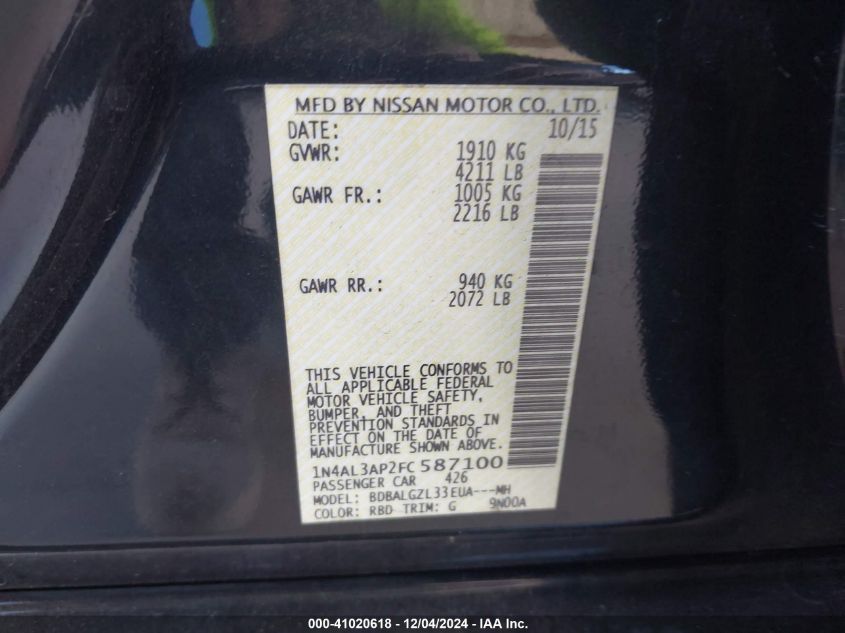 MFD BY NISSAN MOTOR CO., LTD.
DATE: 10/15
GVWR: 1910 KG
4211 LB
GAWR FR.: 1005 KG
2216 LB
GAWR RR.: 940 KG
2072 LB
THIS VEHICLE CONFORMS TO
ALL APPLICABLE FEDERAL
MOTOR VEHICLE SAFETY,
BUMPER, AND THEFT
PREVENTION STANDARDS IN
EFFECT ON THE DATE OF
MANUFACTURE SHOWN ABOVE.
1N4AL3AP2FC587100
PASSENGER CAR 426
MODEL: BDBALGZL33EUA---MH
COLOR: RBD TRIM: G 9N00A
000-41020618 - 12/04/2024 - IAA Inc.